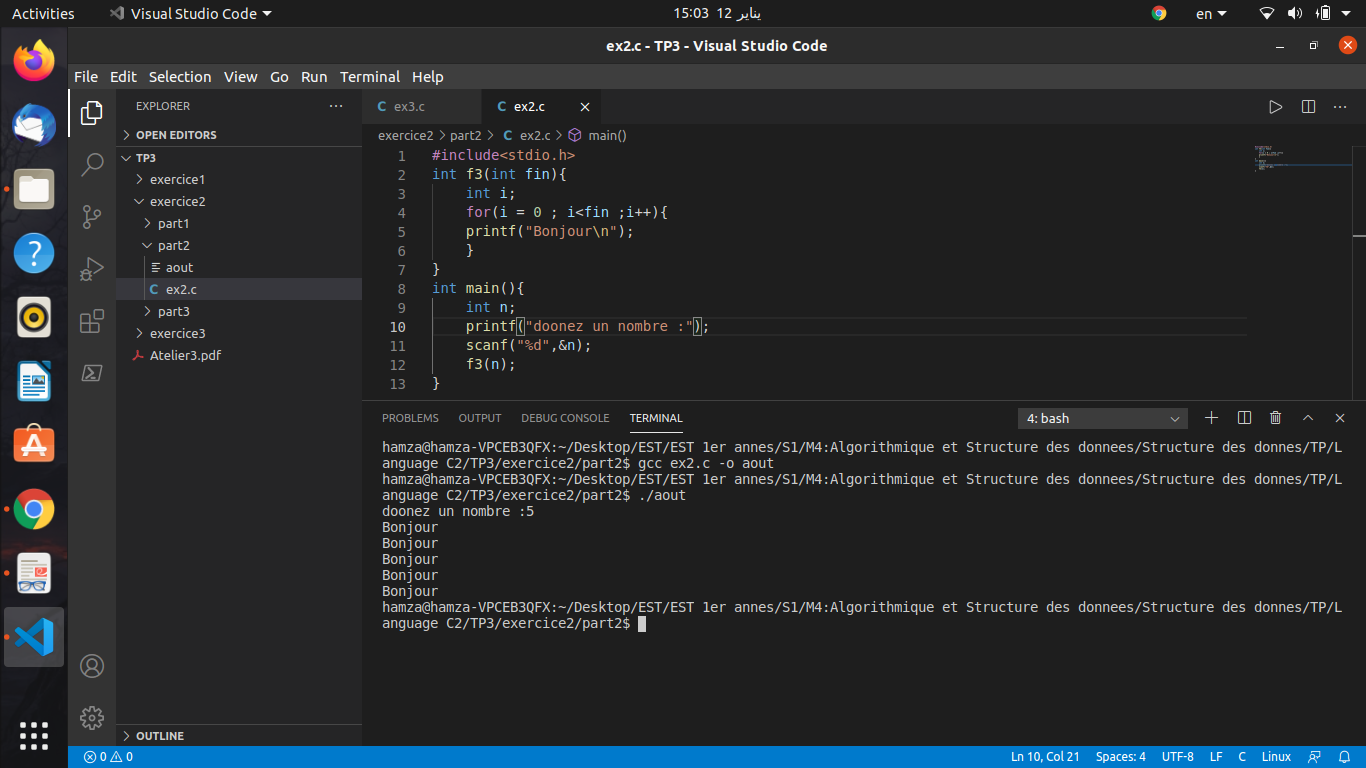 Activities
Visual Studio Code
15:03 12 يناير
en
ex2.c - TP3 - Visual Studio Code
File Edit Selection View Go Run Terminal Help
EXPLORER
OPEN EDITORS
TP3
exercice1
exercice2
part1
part2
aout
C ex2.c
part3
exercice3
Atelier3.pdf
OUTLINE
C ex3.c
C ex2.c
exercice2 > part2 > C ex2.c > main()
1 #include<stdio.h>
2 int f3(int fin){
3 int i;
4 for(i = 0 ; i<fin ;i++){
5 printf("Bonjour\n");
6 }
7 }
8 int main(){
9 int n;
10 printf("doonez un nombre :");
11 scanf("%d",&n);
12 f3(n);
13 }
PROBLEMS OUTPUT DEBUG CONSOLE TERMINAL
4: bash
hamza@hamza-VPCEB3QFX:~/Desktop/EST/EST 1er annes/S1/M4:Algorithmique et Structure des donnees/Structure des donnes/TP/L
anguage C2/TP3/exercice2/part2$ gcc ex2.c -o aout
hamza@hamza-VPCEB3QFX:~/Desktop/EST/EST 1er annes/S1/M4:Algorithmique et Structure des donnees/Structure des donnes/TP/L
anguage C2/TP3/exercice2/part2$ ./aout
doonez un nombre :5
Bonjour
Bonjour
Bonjour
Bonjour
Bonjour
hamza@hamza-VPCEB3QFX:~/Desktop/EST/EST 1er annes/S1/M4:Algorithmique et Structure des donnees/Structure des donnes/TP/L
anguage C2/TP3/exercice2/part2$
0 0
Ln 10, Col 21 Spaces: 4 UTF-8 LF C Linux